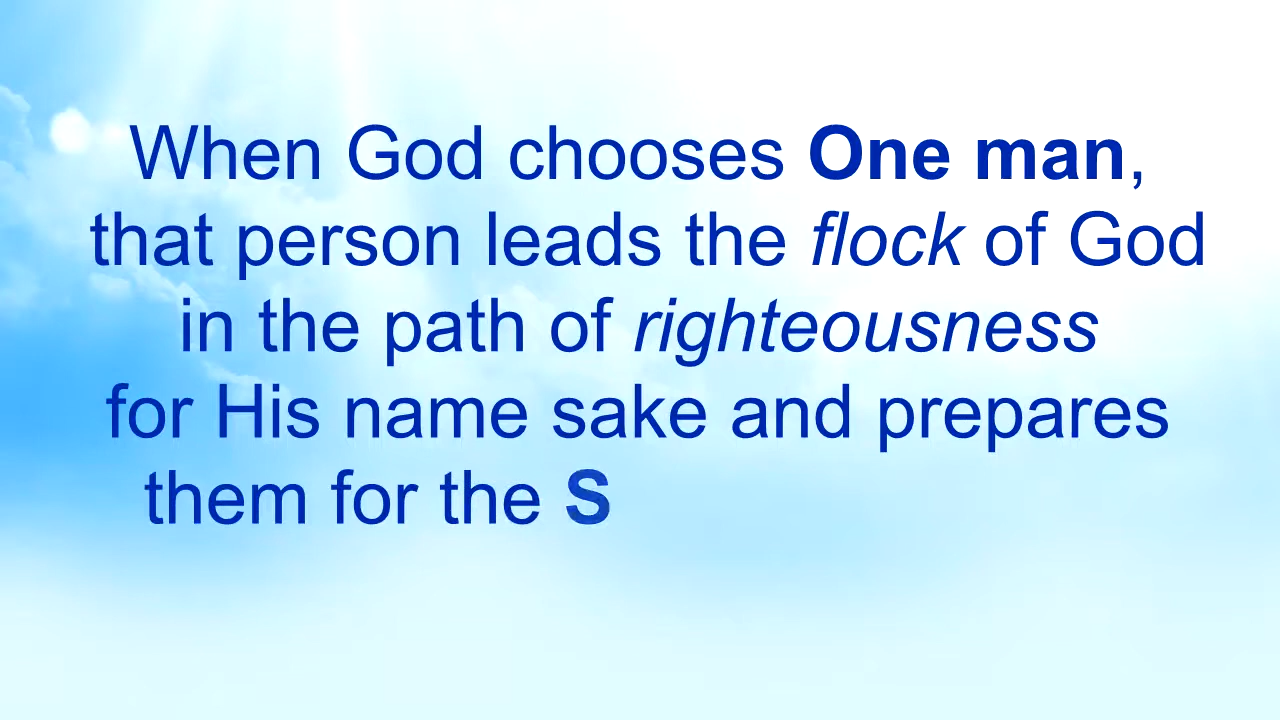 When God chooses One man,
that person leads the flock of God
in the path of righteousness
for His name sake and prepares
them for the S